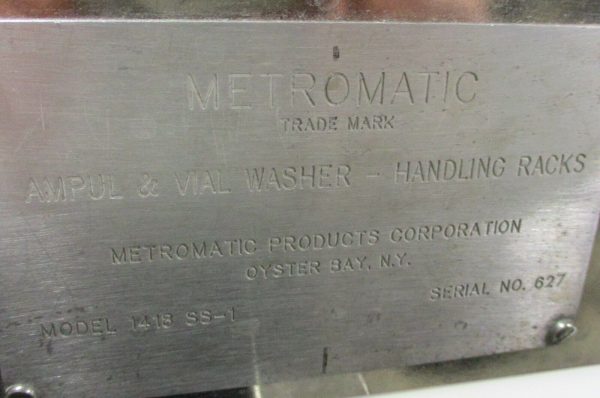 METROMATIC
TRADE MARK
AMPUL & VIAL WASHER - HANDLING RACKS
METROMATIC PRODUCTS CORPORATION
OYSTER BAY, N.Y.
MODEL 1418 SS-1 SERIAL NO. 627